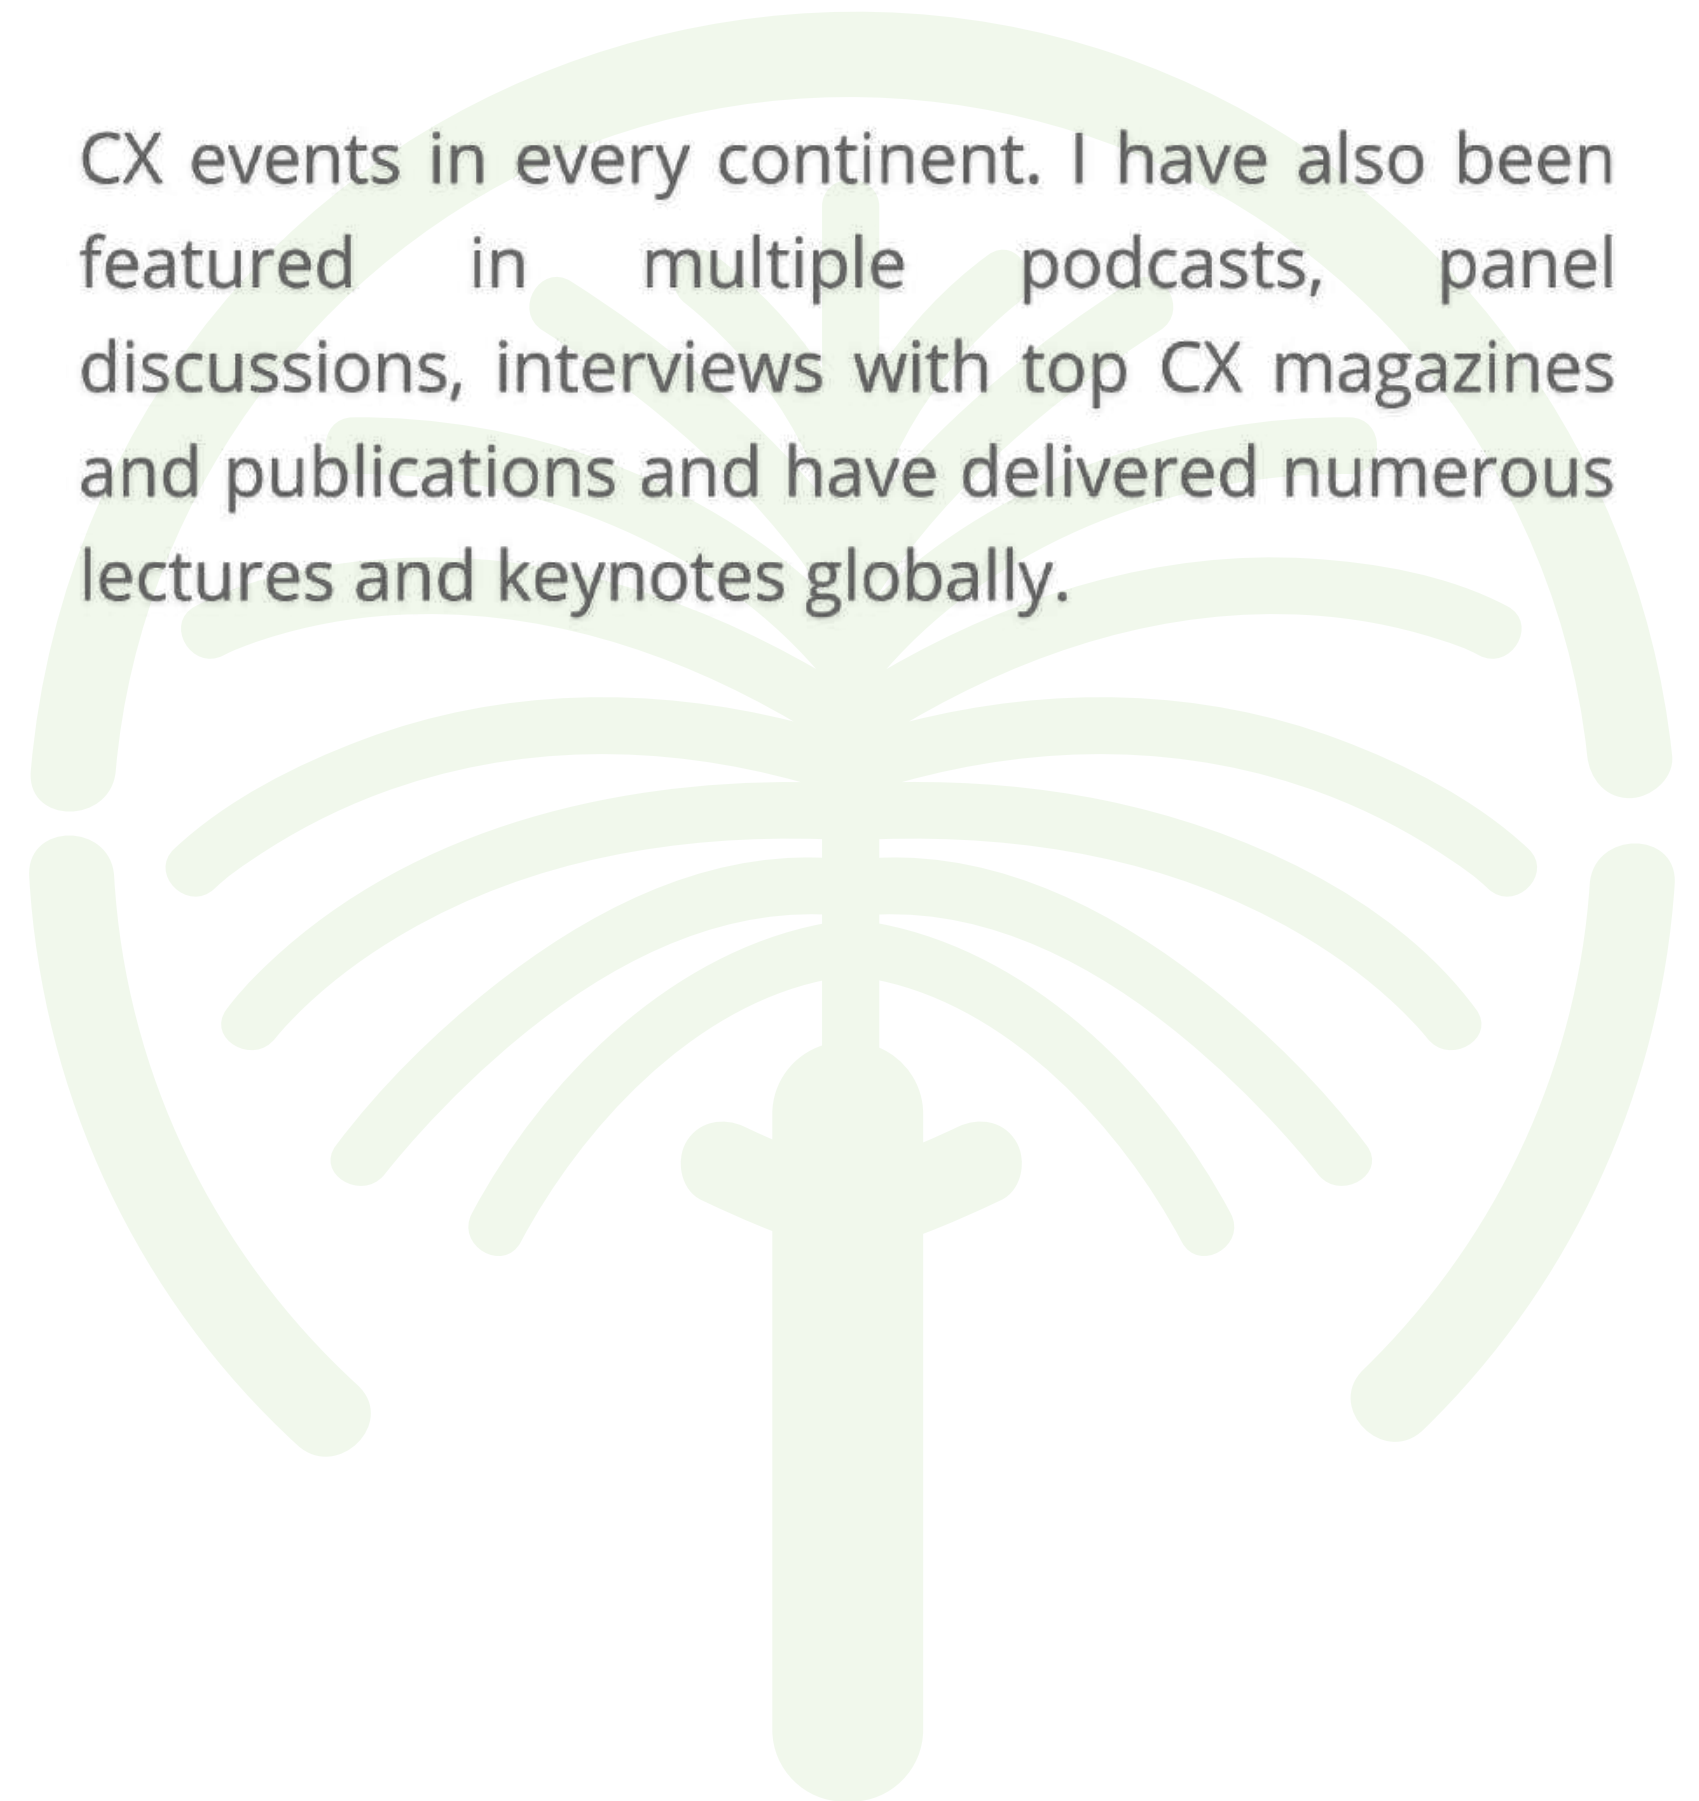 CX events in every continent. I have also been
featured in multiple podcasts, panel
discussions, interviews with top CX magazines
and publications and have delivered numerous
lectures and keynotes globally.